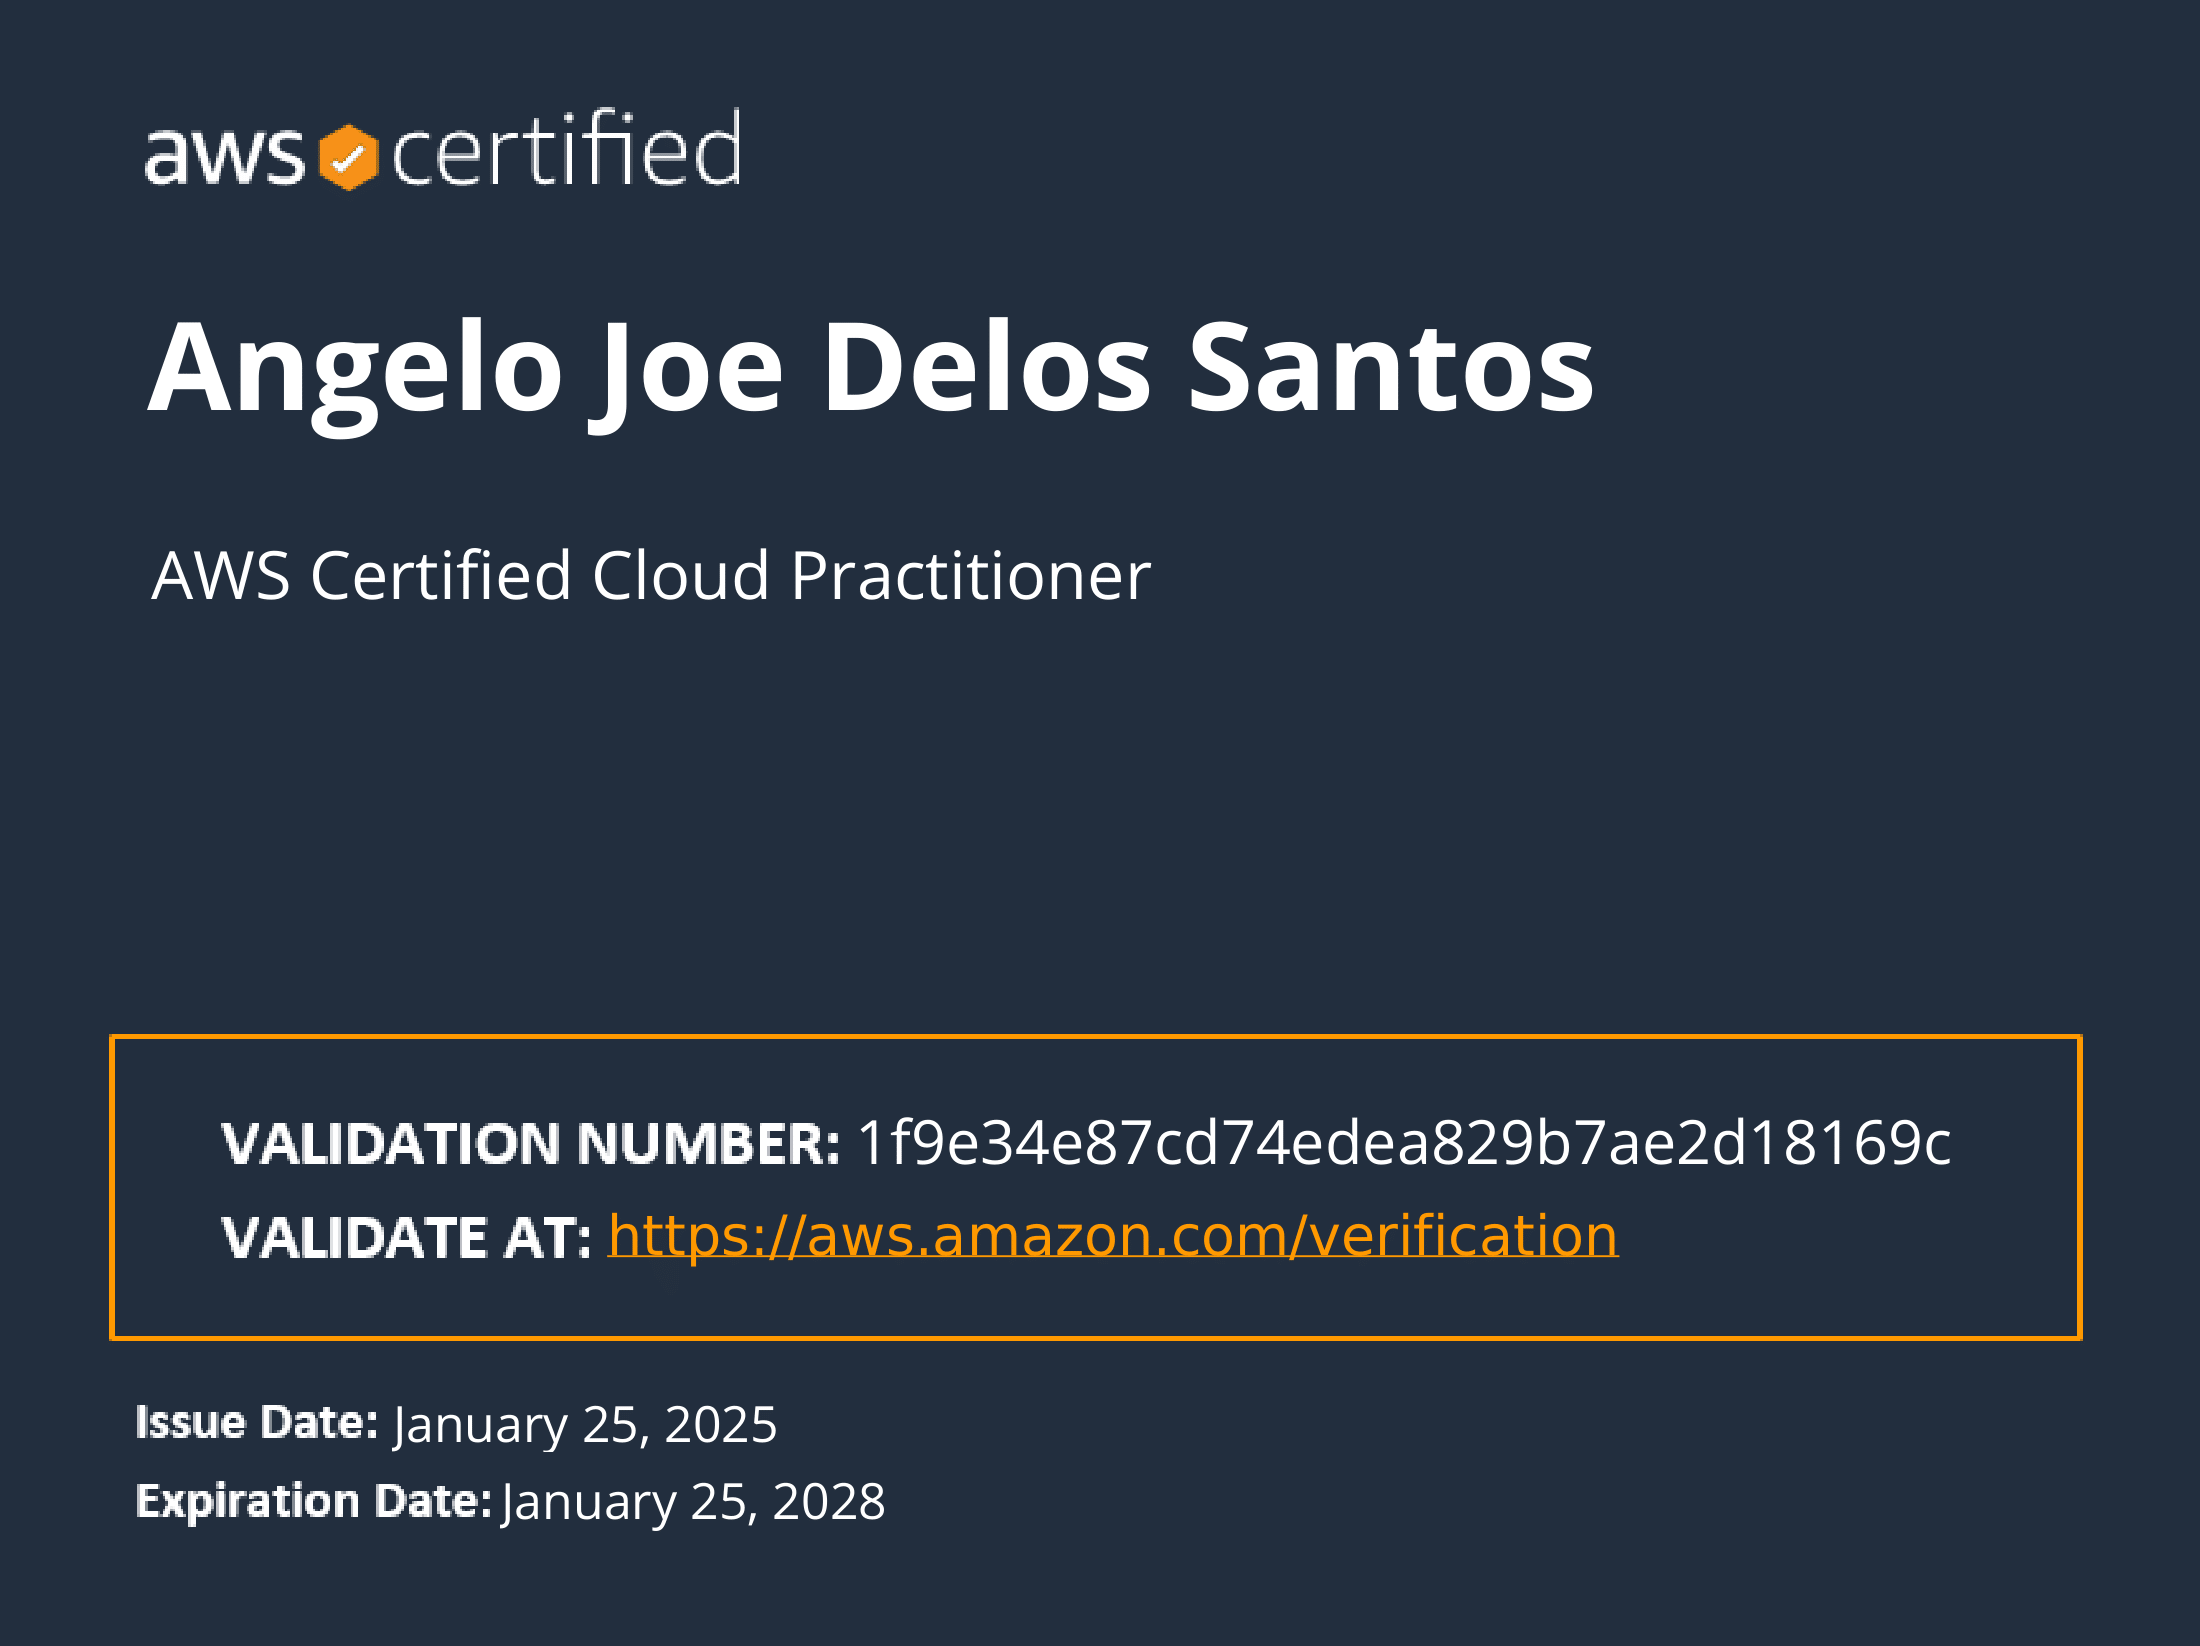 aws certified
Angelo Joe Delos Santos
AWS Certified Cloud Practitioner
VALIDATION NUMBER: 1f9e34e87cd74edea829b7ae2d18169c
VALIDATE AT: https://aws.amazon.com/verification
Issue Date: January 25, 2025
Expiration Date: January 25, 2028